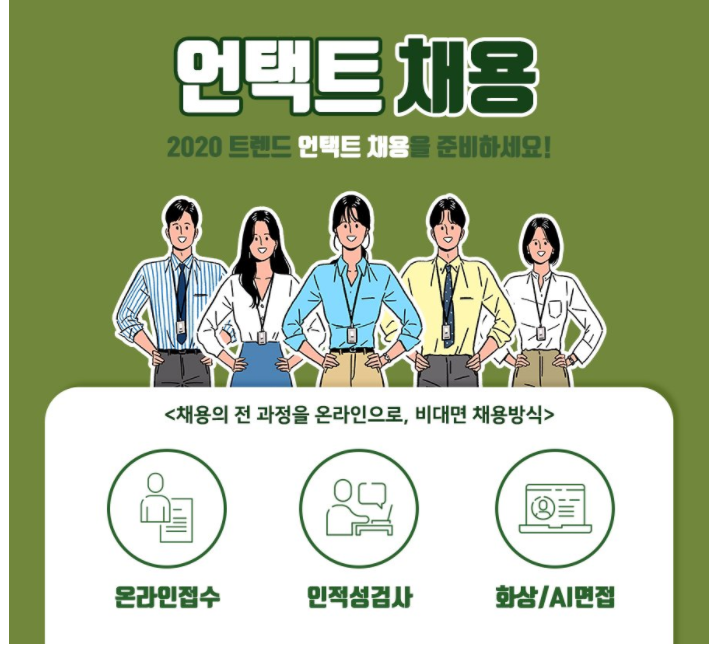 언택트 채용
2020 트렌드 언택트 채용을 준비하세요!
<채용의 전 과정을 온라인으로, 비대면 채용방식>
온라인접수
인적성검사
화상/AI면접